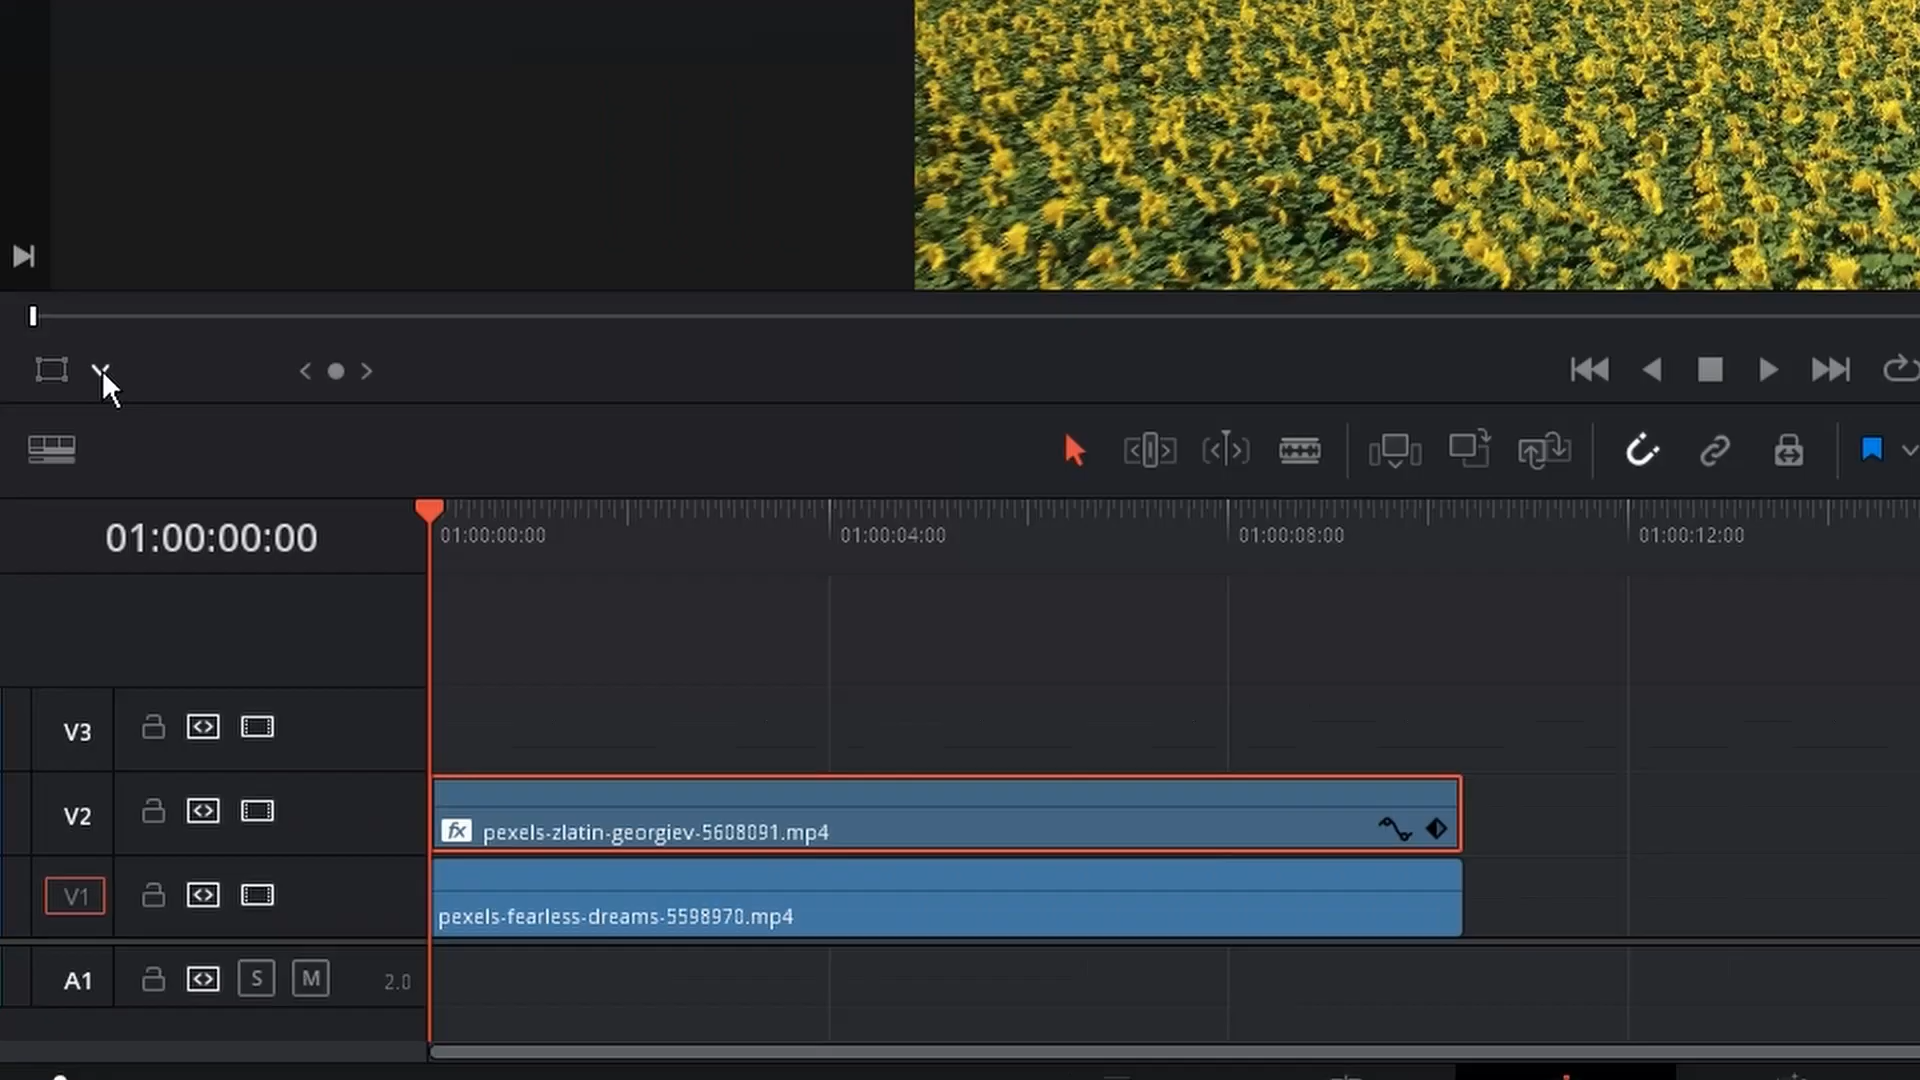 01:00:00:00
01:00:00:00
01:00:04:00
01:00:08:00
01:00:12:00
V3
V2
fx pexels-zlatin-georgiev-5608091.mp4
V1
pexels-fearless-dreams-5598970.mp4
A1 S M 2.0